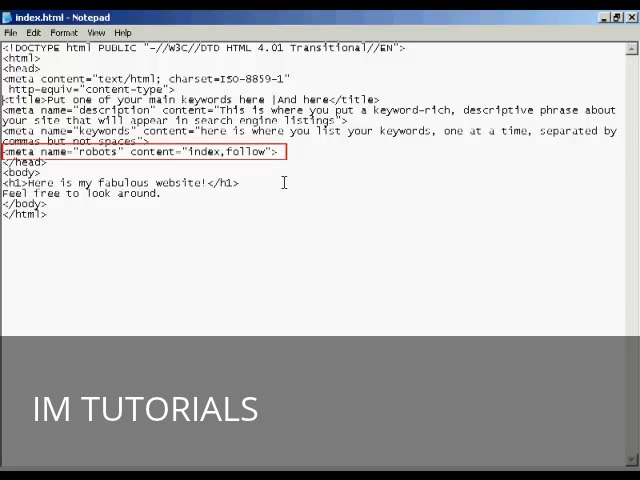 index.html - Notepad
File Edit Format View Help
<!DOCTYPE html PUBLIC "-//W3C//DTD HTML 4.01 Transitional//EN">
<html>
<head>
<meta content="text/html; charset=ISO-8859-1"
http-equiv="content-type">
<title>Put one of your main keywords here |And here</title>
<meta name="description" content="This is where you put a keyword-rich, descriptive phrase about
your site that will appear in search engine listings">
<meta name="keywords" content="here is where you list your keywords, one at a time, separated by
commas but not spaces">
<meta name="robots" content="index,follow">
</head>
<body>
<h1>Here is my fabulous website!</h1>
Feel free to look around.
</body>
</html>
IM TUTORIALS